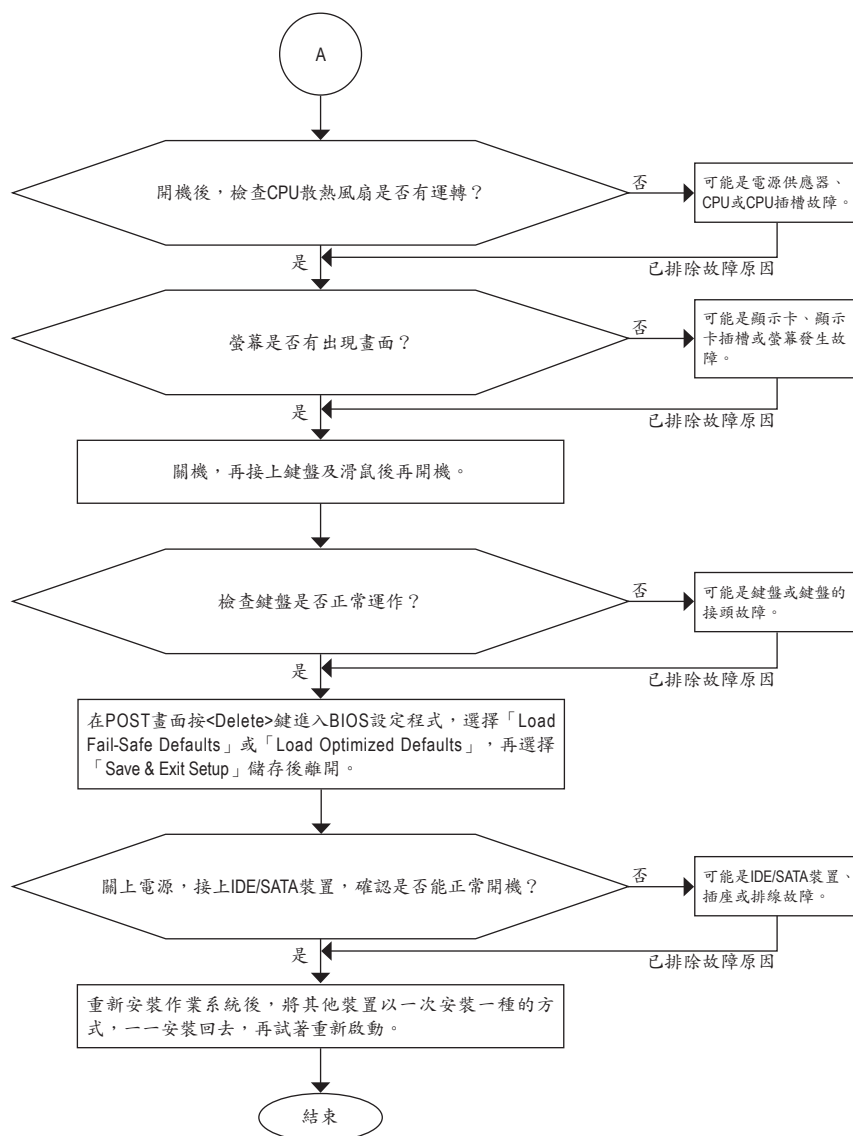 A
開機後，檢查CPU散熱風扇是否有運轉？
否
可能是電源供應器、
CPU或CPU插槽故障。
是
已排除故障原因
螢幕是否有出現畫面？
否
可能是顯示卡、顯示
卡插槽或螢幕發生故
障。
是
已排除故障原因
關機，再接上鍵盤及滑鼠後再開機。
檢查鍵盤是否正常運作？
否
可能是鍵盤或鍵盤的
接頭故障。
是
已排除故障原因
在POST畫面按<Delete>鍵進入BIOS設定程式，選擇「Load
Fail-Safe Defaults」或「Load Optimized Defaults」，再選擇
「Save & Exit Setup」儲存後離開。
關上電源，接上IDE/SATA裝置，確認是否能正常開機？
否
可能是IDE/SATA裝置、
插座或排線故障。
是
已排除故障原因
重新安裝作業系統後，將其他裝置以一次安裝一種的方
式，一一安裝回去，再試著重新啟動。
結束